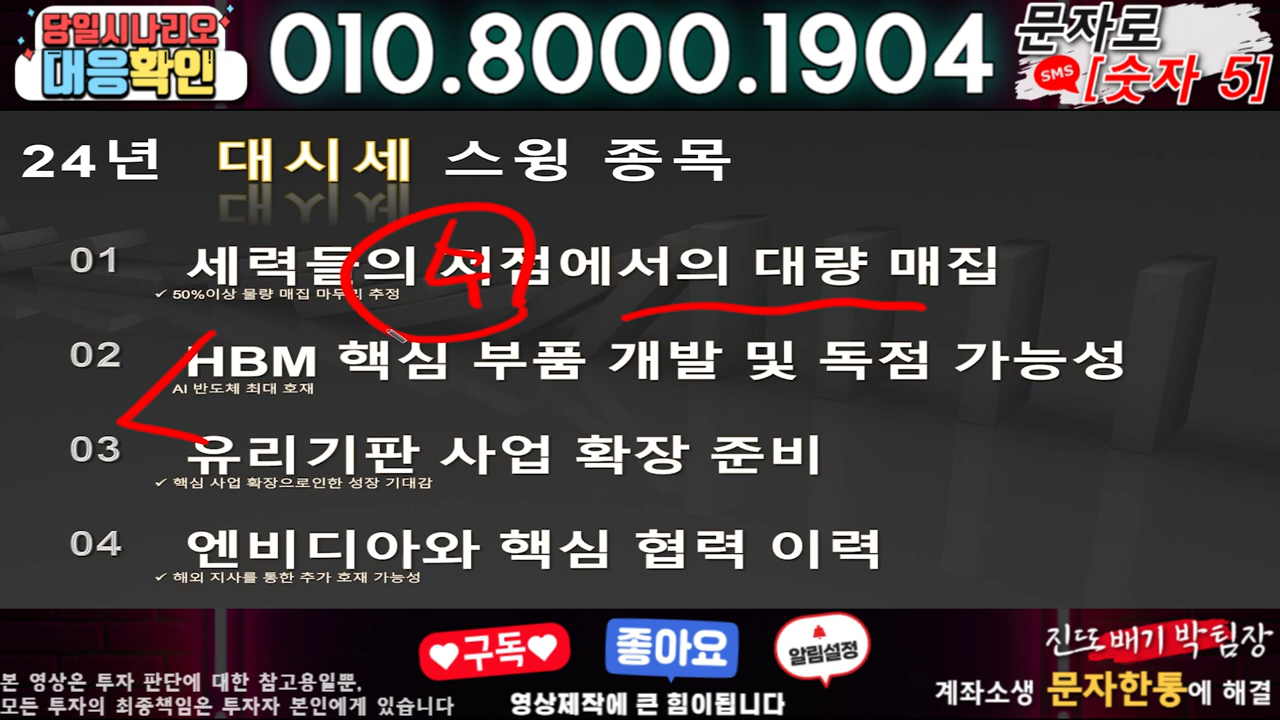 당일시나리오
대응확인
010.8000.1904
문자로
SMS
[숫자 5]
24년 대시세 스윙 종목
01 세력들의 저점에서의 대량 매집
✓ 50%이상 물량 매집 마무리 추정
02 HBM 핵심 부품 개발 및 독점 가능성
AI 반도체 최대 호재
03 유리기판 사업 확장 준비
✓ 핵심 사업 확장으로인한 성장 기대감
04 엔비디아와 핵심 협력 이력
✓ 해외 지사를 통한 추가 호재 가능성
구독
좋아요
알림설정
영상제작에 큰 힘이됩니다
본 영상은 투자 판단에 대한 참고용일뿐,
모든 투자의 최종책임은 투자자 본인에게 있습니다
진또배기 박팀장
계좌소생 문자한통에 해결